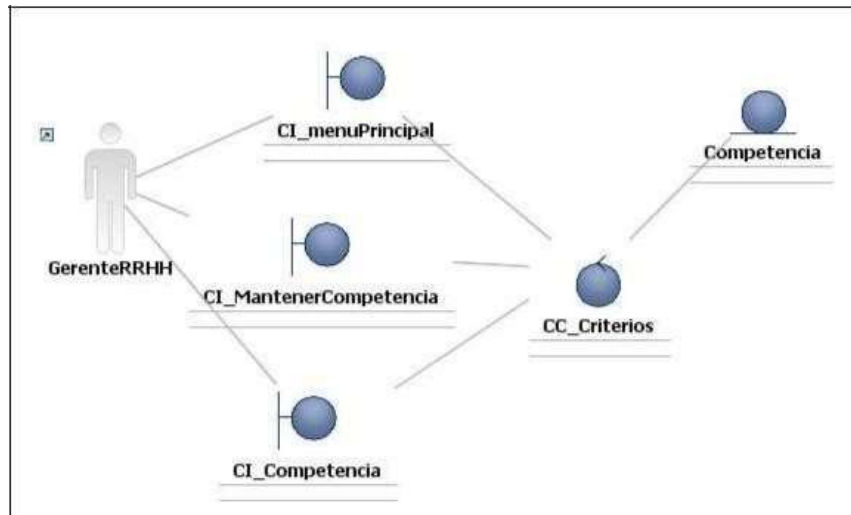 CI_menuPrincipal
Competencia
GerenteRRHH
CI_MantenerCompetencia
CC_Criterios
CI_Competencia